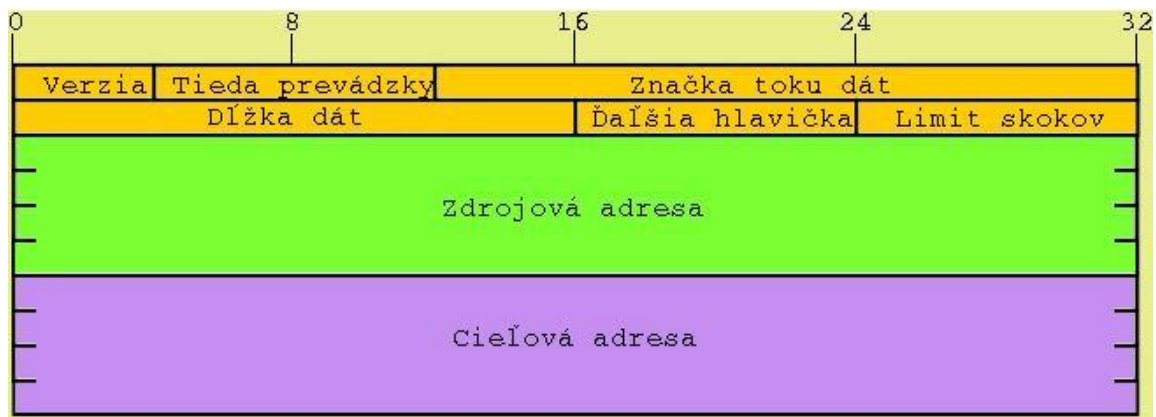 0 8 16 24 32
Verzia Tieda prevádzky Značka toku dát
Dĺžka dát Ďaľšia hlavička Limit skokov
Zdrojová adresa
Cieľová adresa